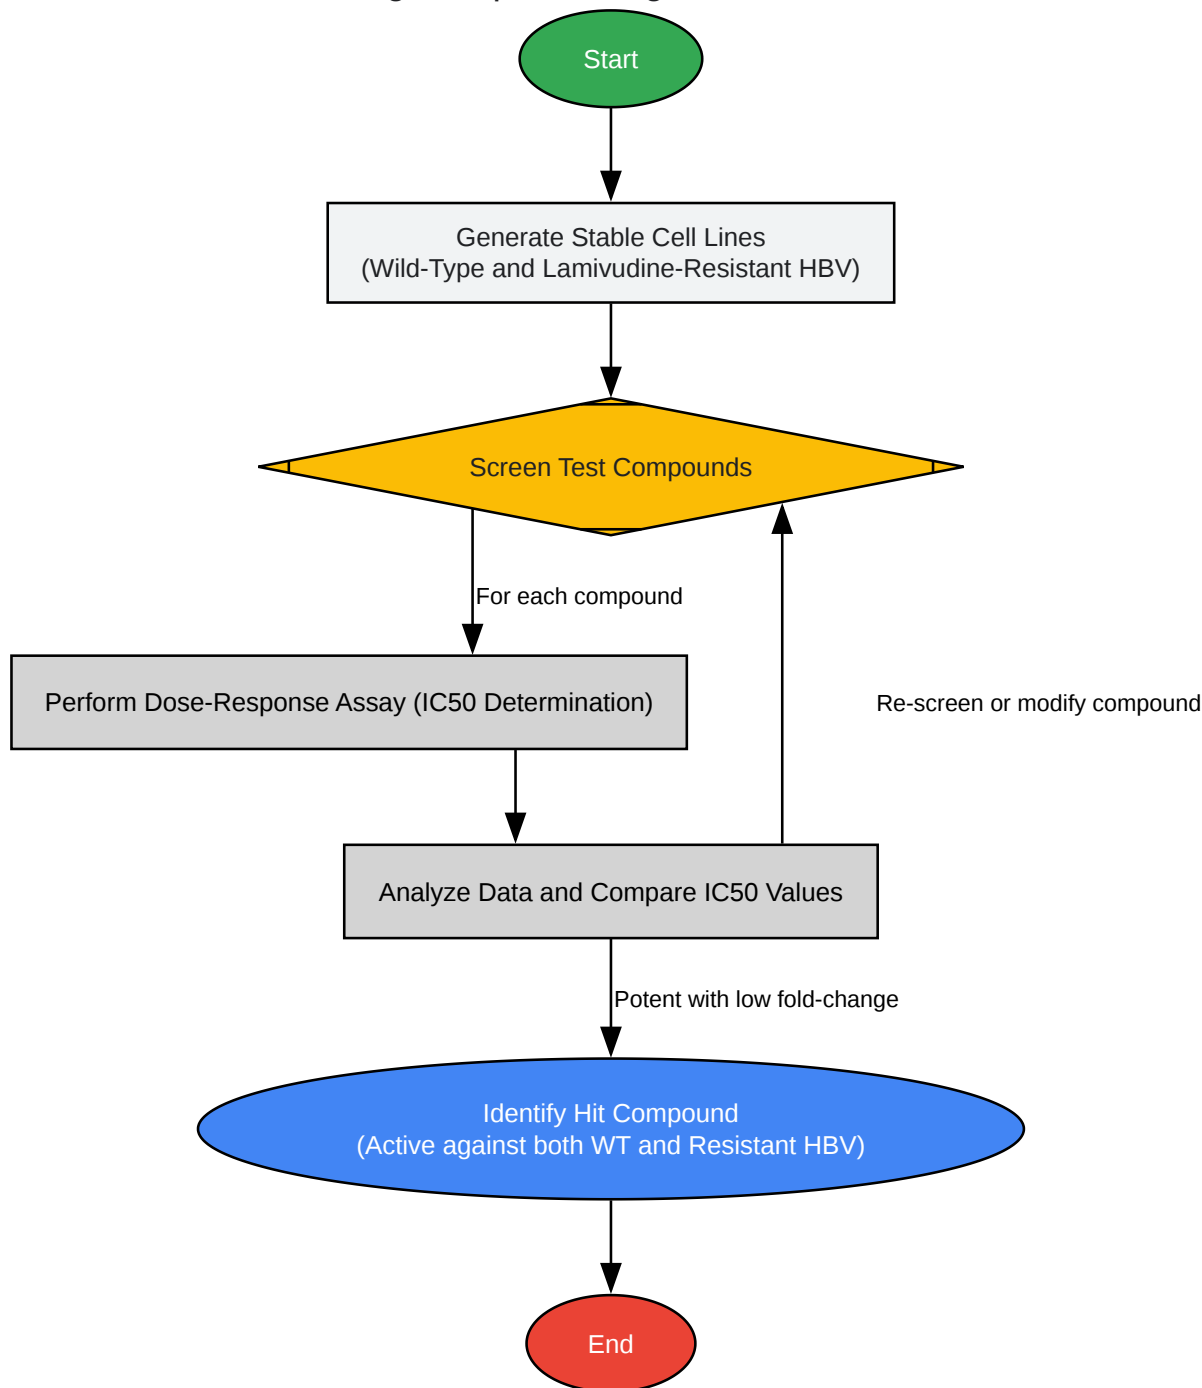 Start
Generate Stable Cell Lines
(Wild-Type and Lamivudine-Resistant HBV)
Screen Test Compounds
For each compound
Perform Dose-Response Assay (IC50 Determination)
Re-screen or modify compound
Analyze Data and Compare IC50 Values
Potent with low fold-change
Identify Hit Compound
(Active against both WT and Resistant HBV)
End